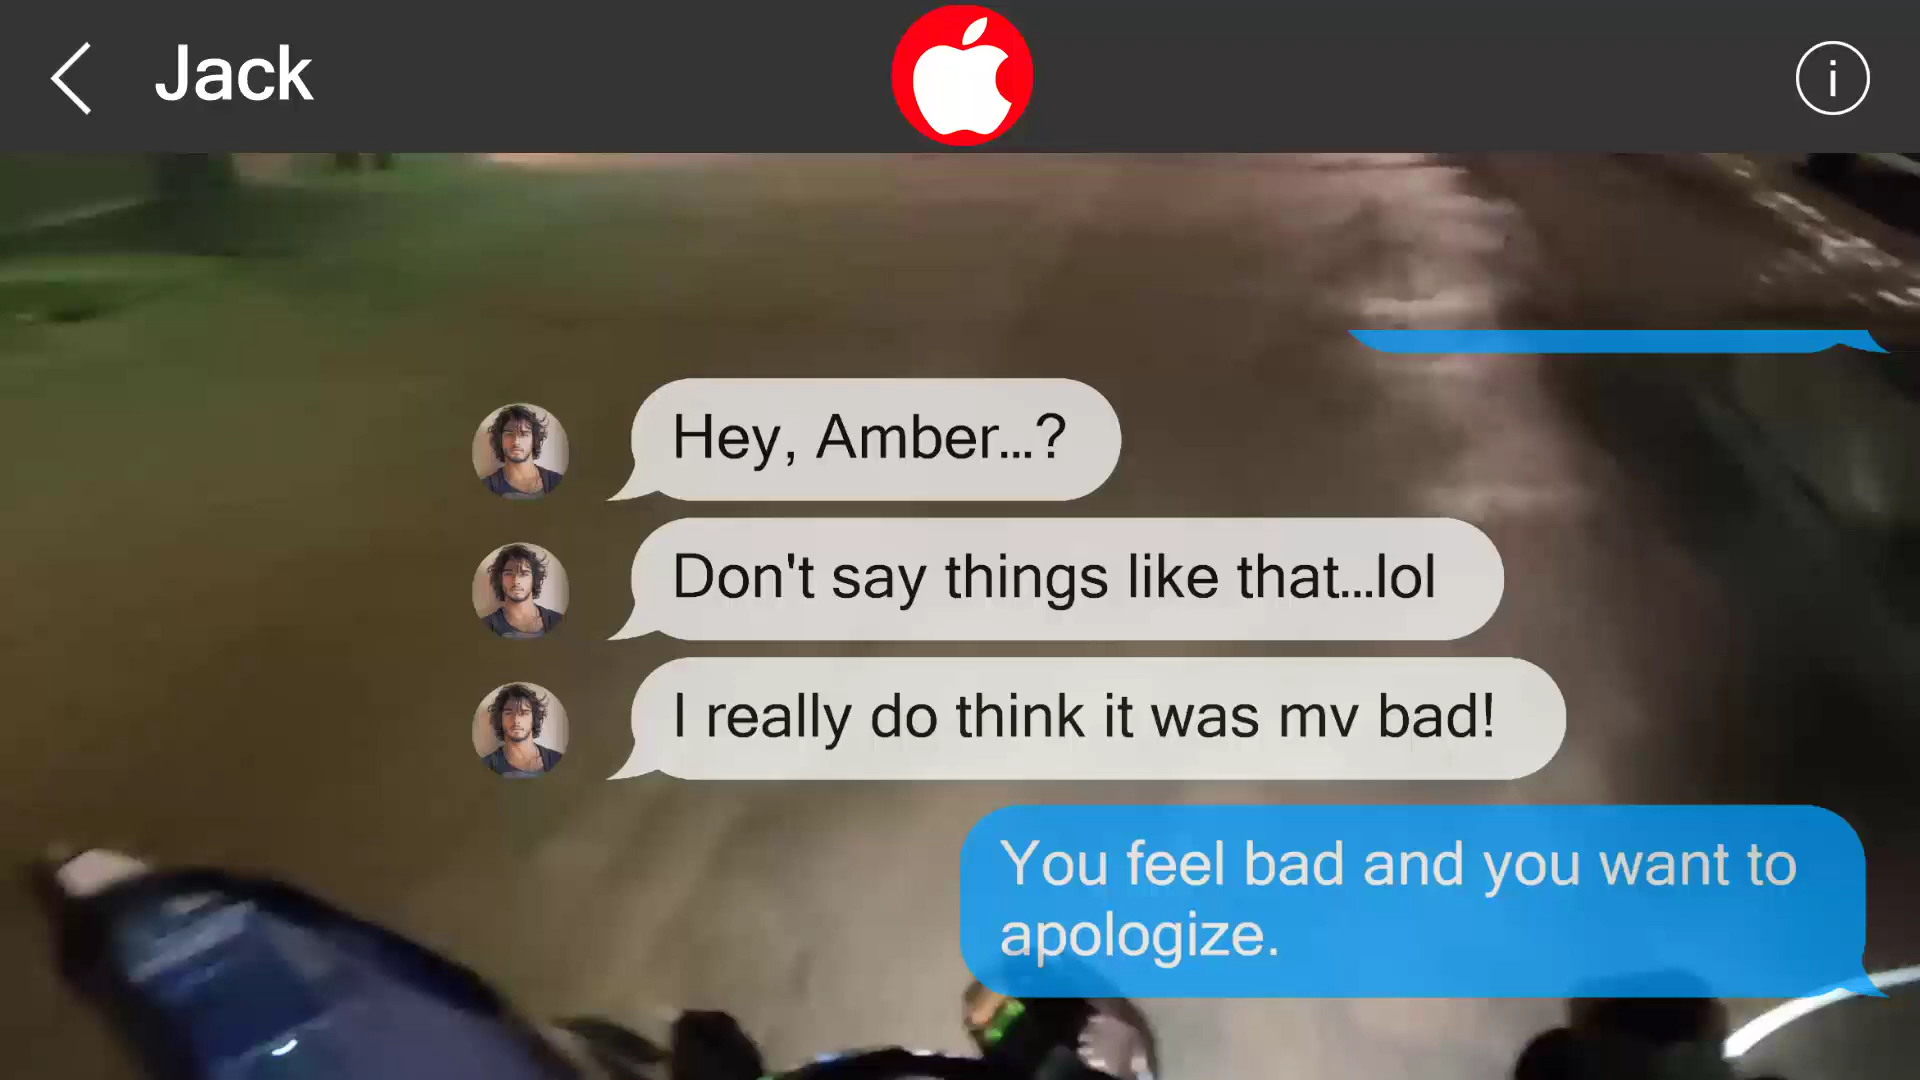 Jack
i
Hey, Amber...?
Don't say things like that...lol
I really do think it was mv bad!
You feel bad and you want to
apologize.